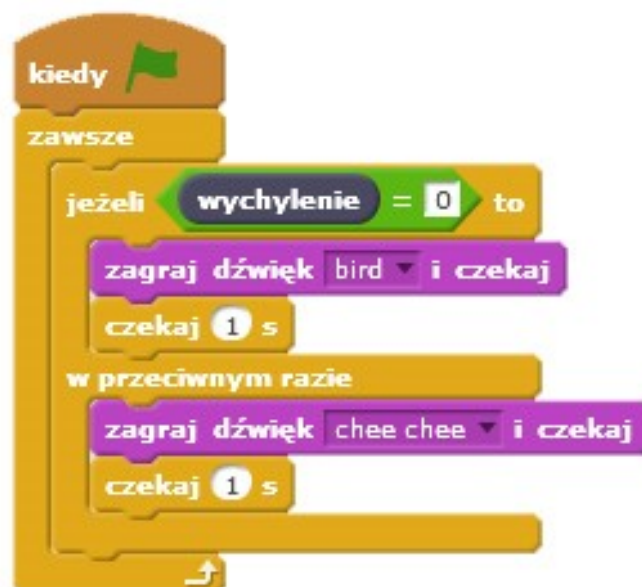 kiedy
zawsze
jeżeli wychylenie = 0 to
zagraj dźwięk bird i czekaj
czekaj 1 s
w przeciwnym razie
zagraj dźwięk chee chee i czekaj
czekaj 1 s